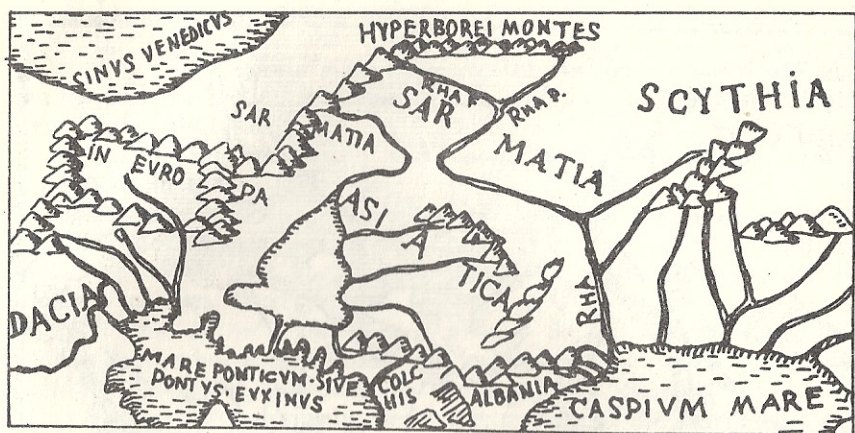 HYPERBOREI MONTES
SINVS VENEDICVS
RHA F.
RHA P.
SCYTHIA
SAR
SAR
MATIA
MATIA
IN EVRO
PA
ASI
A
TICA
RHA
DACIA
MARE PONTICVM·SIVE
PONTVS·EVXINVS
COLC
HIS
ALBANIA
CASPIVM MARE